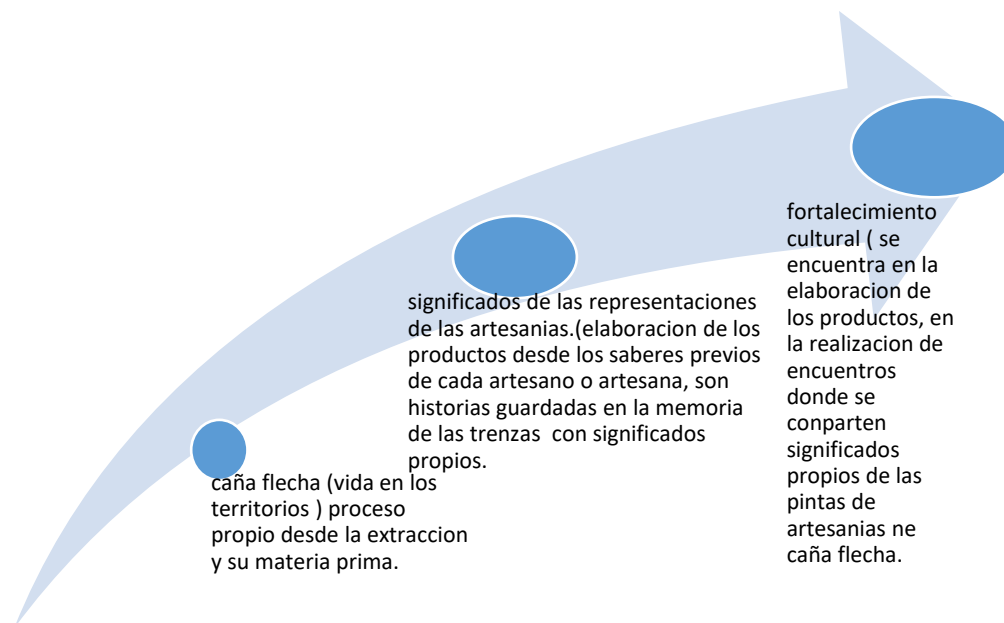 caña flecha (vida en los
territorios ) proceso
propio desde la extraccion
y su materia prima.
significados de las representaciones
de las artesanias.(elaboracion de los
productos desde los saberes previos
de cada artesano o artesana, son
historias guardadas en la memoria
de las trenzas  con significados
propios.
fortalecimiento
cultural ( se
encuentra en la
elaboracion de
los productos, en
la realizacion de
encuentros
donde se
conparten
significados
propios de las
pintas de
artesanias ne
caña flecha.